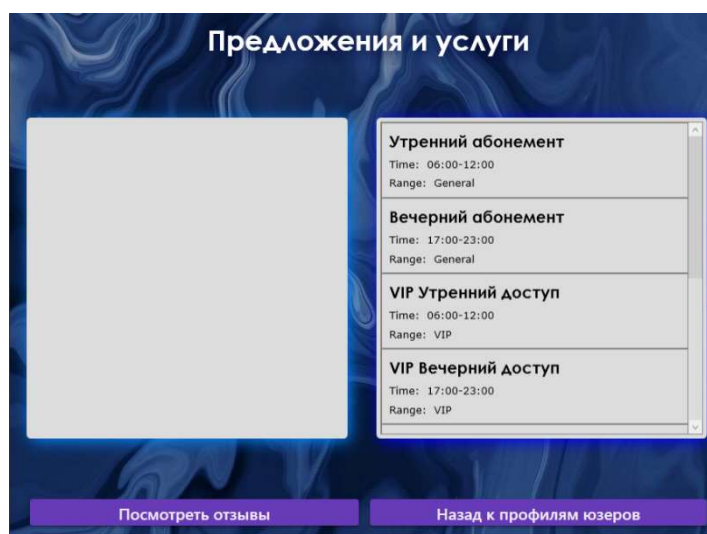 Предложения и услуги
Утренний абонемент
Time: 06:00-12:00
Range: General
Вечерний абонемент
Time: 17:00-23:00
Range: General
VIP Утренний доступ
Time: 06:00-12:00
Range: VIP
VIP Вечерний доступ
Time: 17:00-23:00
Range: VIP
Посмотреть отзывы
Назад к профилям юзеров